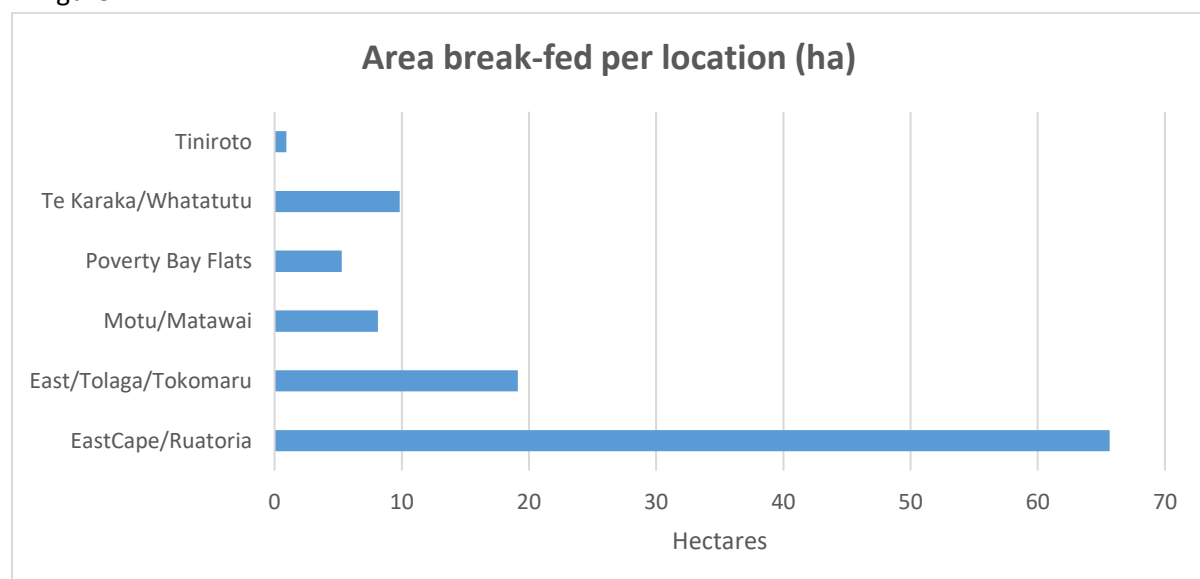 Area break-fed per location (ha)
Tiniroto
Te Karaka/Whatatutu
Poverty Bay Flats
Motu/Matawai
East/Tolaga/Tokomaru
EastCape/Ruatoria
0 10 20 30 40 50 60 70
Hectares